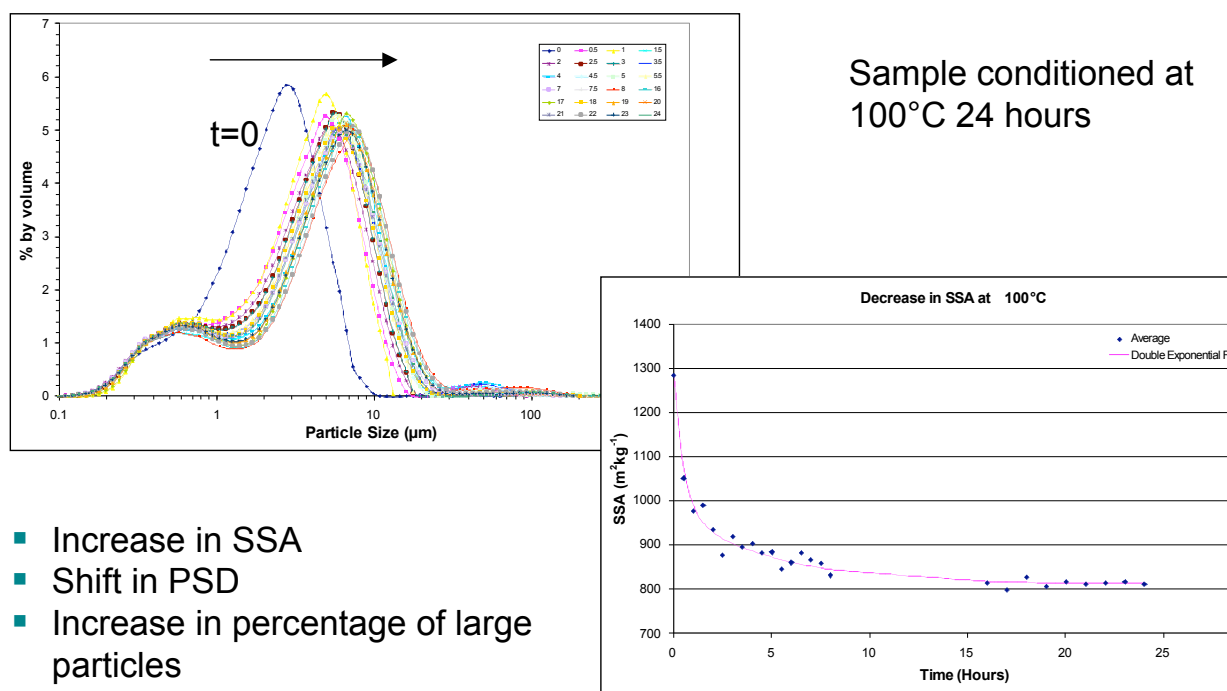 7
6
5
4
3
2
1
0
% by volume
t=0
0 0.5 1 1.5
2 2.5 3 3.5
4 4.5 5 5.5
7 7.5 8 16
17 18 19 20
21 22 23 24
0.1 1 10 100
Particle Size (µm)
Sample conditioned at
100°C 24 hours
Decrease in SSA at 100°C
1400
1300
1200
1100
1000
900
800
700
SSA (m²kg⁻¹)
Average
Double Exponential F
0 5 10 15 20 25
Time (Hours)
▪ Increase in SSA
▪ Shift in PSD
▪ Increase in percentage of large
particles